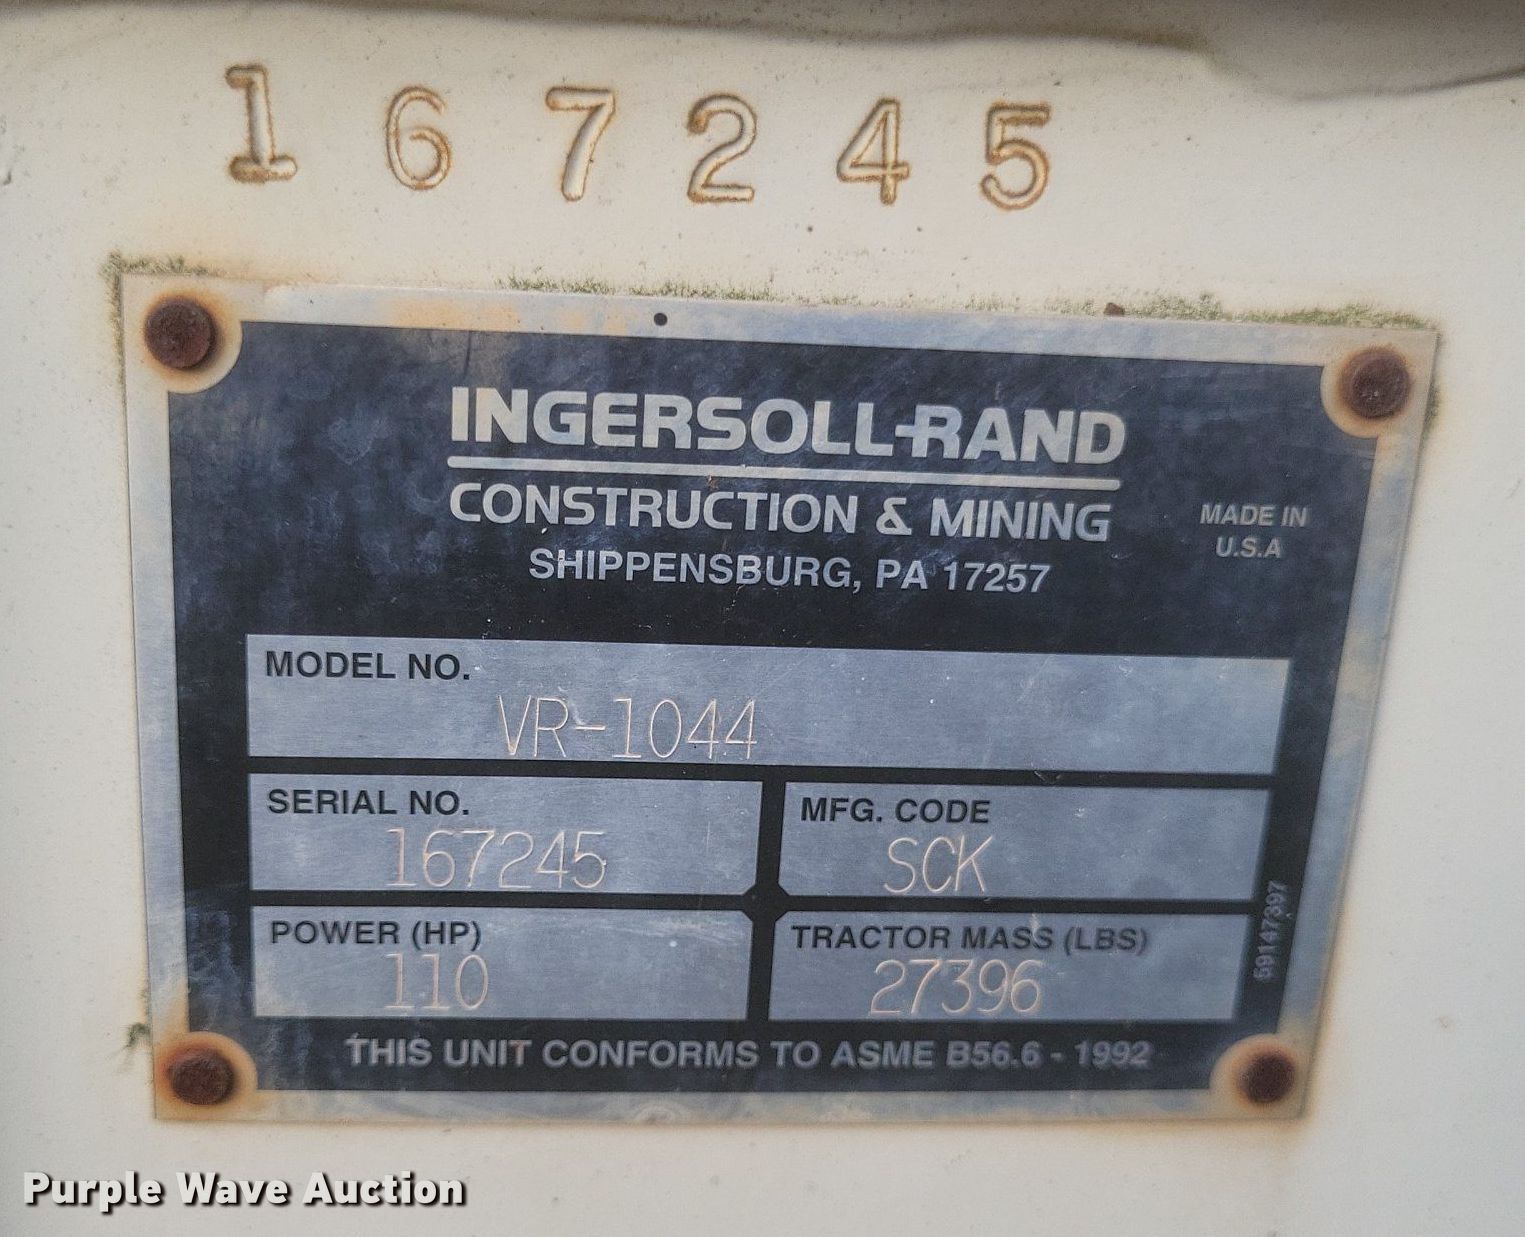 167245
INGERSOLL-RAND
CONSTRUCTION & MINING
MADE IN
U.S.A
SHIPPENSBURG, PA 17257
MODEL NO.
VR-1044
SERIAL NO.
167245
MFG. CODE
SCK
POWER (HP)
110
TRACTOR MASS (LBS)
27396
59147397
THIS UNIT CONFORMS TO ASME B56.6 - 1992
Purple Wave Auction